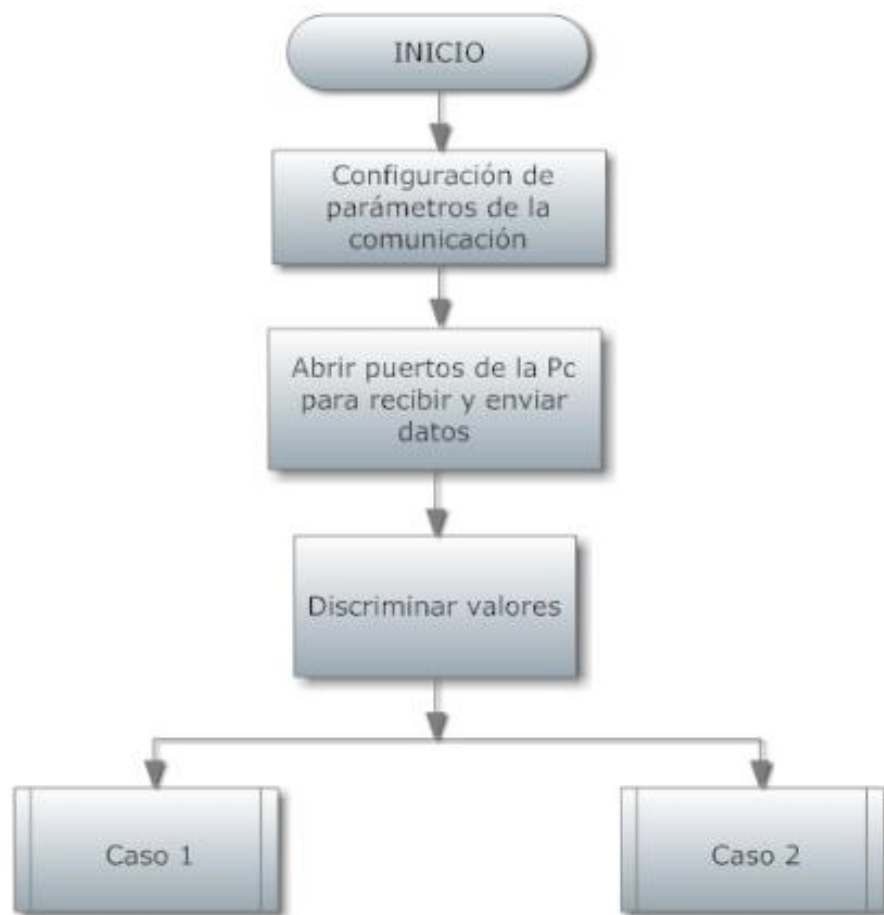 INICIO
Configuración de
parámetros de la
comunicación
Abrir puertos de la Pc
para recibir y enviar
datos
Discriminar valores
Caso 1
Caso 2